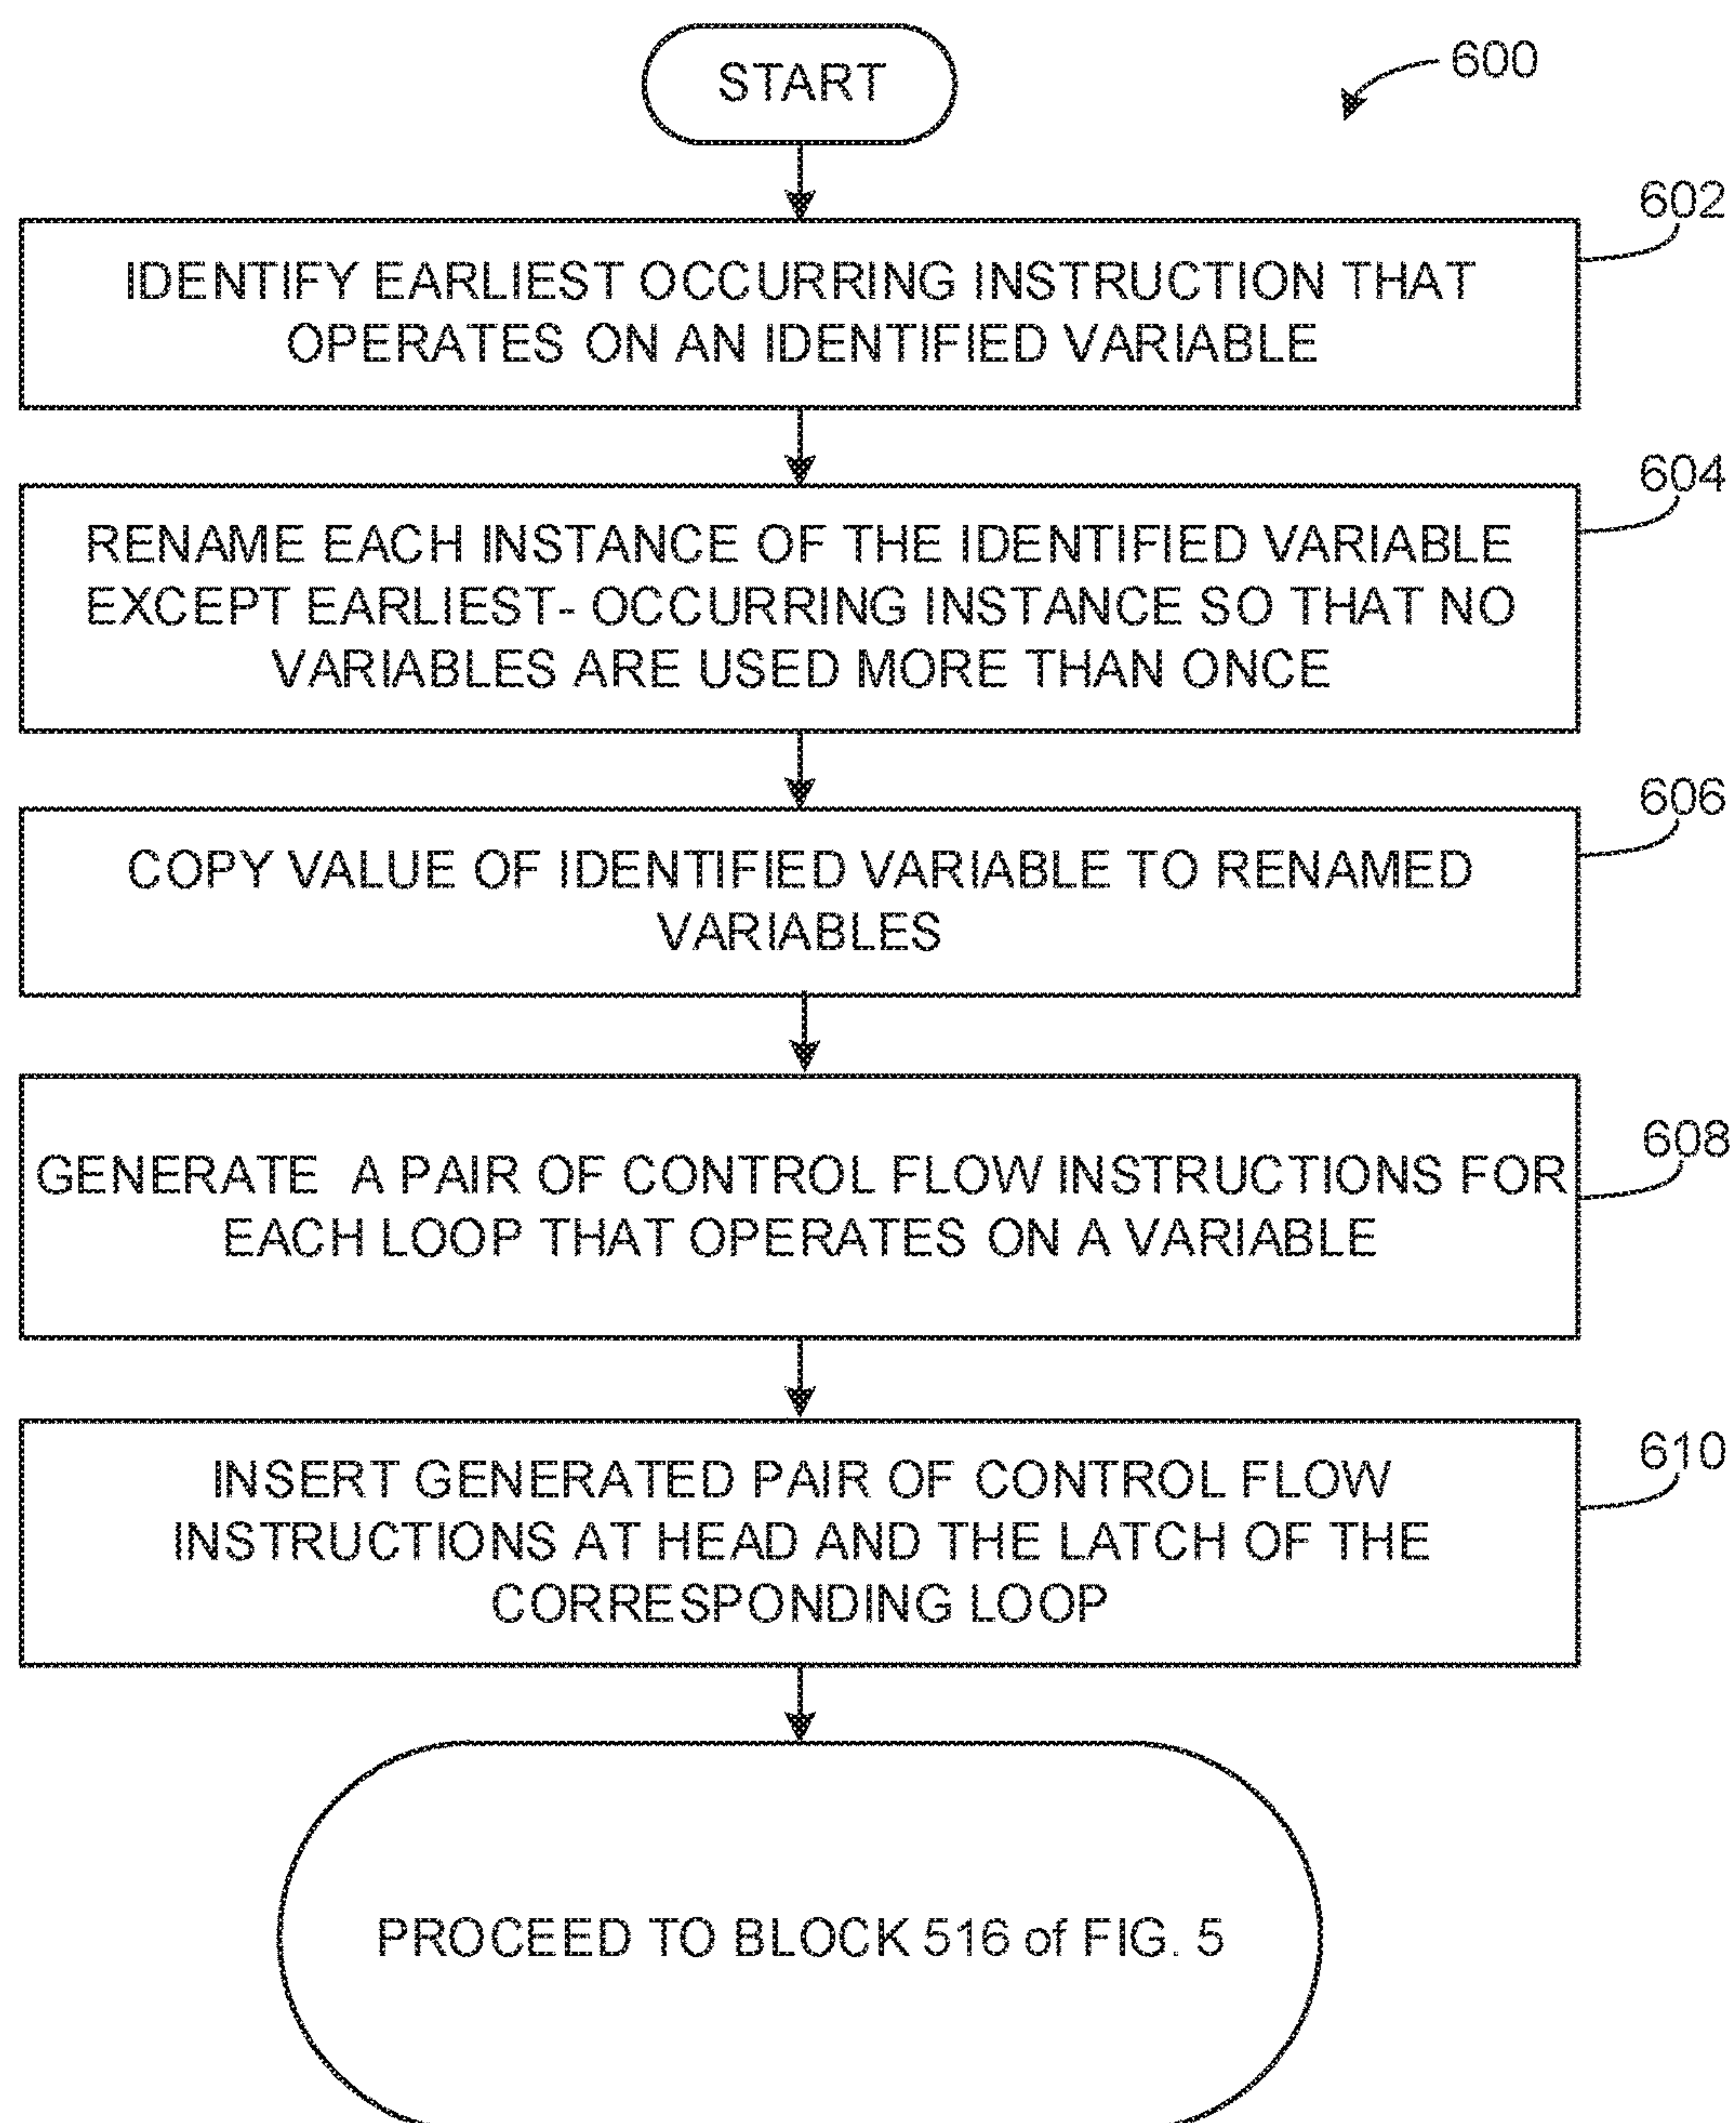 START
600
602
IDENTIFY EARLIEST OCCURRING INSTRUCTION THAT
OPERATES ON AN IDENTIFIED VARIABLE
604
RENAME EACH INSTANCE OF THE IDENTIFIED VARIABLE
EXCEPT EARLIEST- OCCURRING INSTANCE SO THAT NO
VARIABLES ARE USED MORE THAN ONCE
606
COPY VALUE OF IDENTIFIED VARIABLE TO RENAMED
VARIABLES
608
GENERATE A PAIR OF CONTROL FLOW INSTRUCTIONS FOR
EACH LOOP THAT OPERATES ON A VARIABLE
610
INSERT GENERATED PAIR OF CONTROL FLOW
INSTRUCTIONS AT HEAD AND THE LATCH OF THE
CORRESPONDING LOOP
PROCEED TO BLOCK 516 of FIG. 5